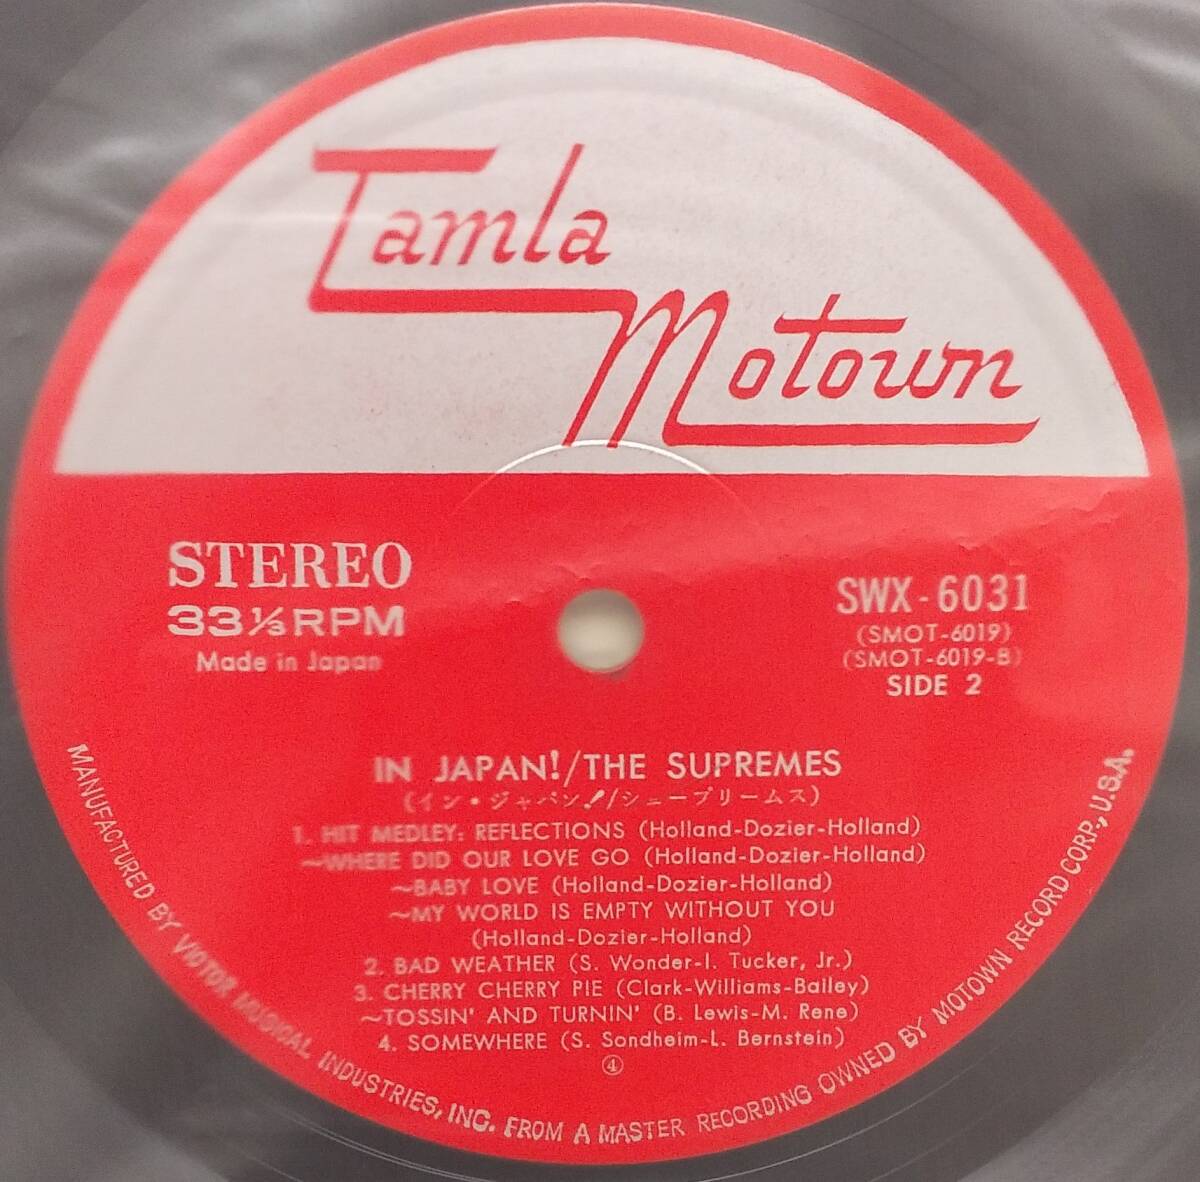 Tamla
Motown
STEREO
33 1/3 RPM
Made in Japan
SWX-6031
(SMOT-6019)
(SMOT-6019-B)
SIDE 2
IN JAPAN!/THE SUPREMES
(イン・ジャパン!/シュープリームス)
1. HIT MEDLEY: REFLECTIONS (Holland-Dozier-Holland)
~WHERE DID OUR LOVE GO (Holland-Dozier-Holland)
~BABY LOVE (Holland-Dozier-Holland)
~MY WORLD IS EMPTY WITHOUT YOU
(Holland-Dozier-Holland)
2. BAD WEATHER (S. Wonder-I. Tucker, Jr.)
3. CHERRY CHERRY PIE (Clark-Williams-Bailey)
~TOSSIN' AND TURNIN' (B. Lewis-M. Rene)
4. SOMEWHERE (S. Sondheim-L. Bernstein)
④
MANUFACTURED BY VICTOR MUSICAL INDUSTRIES, INC. FROM A MASTER RECORDING OWNED BY MOTOWN RECORD CORP., U.S.A.